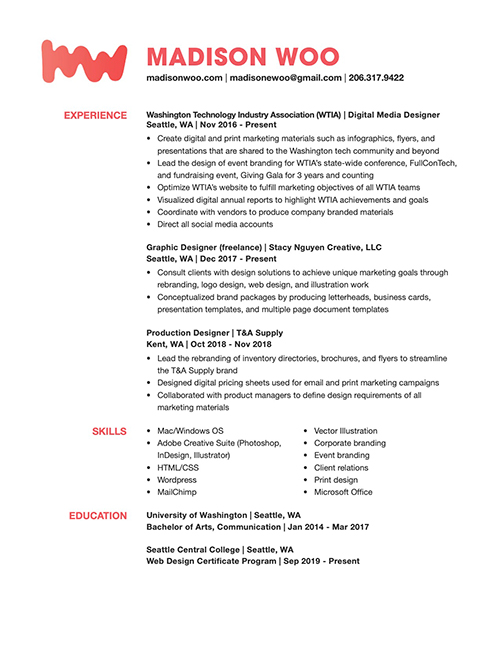 MADISON WOO
madisonwoo.com | madisonewoo@gmail.com | 206.317.9422
EXPERIENCE
Washington Technology Industry Association (WTIA) | Digital Media Designer
Seattle, WA | Nov 2016 - Present
• Create digital and print marketing materials such as infographics, flyers, and
presentations that are shared to the Washington tech community and beyond
• Lead the design of event branding for WTIA's state-wide conference, FullConTech,
and fundraising event, Giving Gala for 3 years and counting
• Optimize WTIA's website to fulfill marketing objectives of all WTIA teams
• Visualized digital annual reports to highlight WTIA achievements and goals
• Coordinate with vendors to produce company branded materials
• Direct all social media accounts
Graphic Designer (freelance) | Stacy Nguyen Creative, LLC
Seattle, WA | Dec 2017 - Present
• Consult clients with design solutions to achieve unique marketing goals through
rebranding, logo design, web design, and illustration work
• Conceptualized brand packages by producing letterheads, business cards,
presentation templates, and multiple page document templates
Production Designer | T&A Supply
Kent, WA | Oct 2018 - Nov 2018
• Lead the rebranding of inventory directories, brochures, and flyers to streamline
the T&A Supply brand
• Designed digital pricing sheets used for email and print marketing campaigns
• Collaborated with product managers to define design requirements of all
marketing materials
SKILLS
• Mac/Windows OS
• Adobe Creative Suite (Photoshop,
InDesign, Illustrator)
• HTML/CSS
• Wordpress
• MailChimp
• Vector Illustration
• Corporate branding
• Event branding
• Client relations
• Print design
• Microsoft Office
EDUCATION
University of Washington | Seattle, WA
Bachelor of Arts, Communication | Jan 2014 - Mar 2017
Seattle Central College | Seattle, WA
Web Design Certificate Program | Sep 2019 - Present